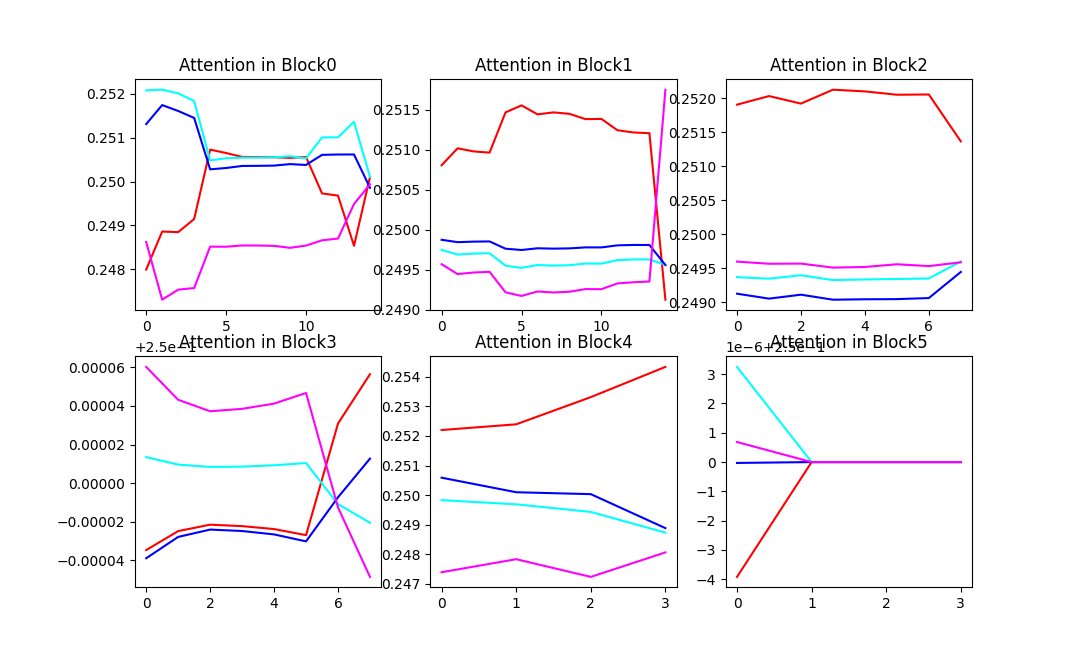 Attention in Block0
0.252
0.251
0.250
0.249
0.248
0 5 10
Attention in Block1
0.2515
0.2510
0.2505
0.2500
0.2495
0.2490
0 5 10
Attention in Block2
0.2520
0.2515
0.2510
0.2505
0.2500
0.2495
0.2490
0 2 4 6
Attention in Block3
+2.5e−1
0.00006
0.00004
0.00002
0.00000
−0.00002
−0.00004
0 2 4 6
Attention in Block4
0.254
0.253
0.252
0.251
0.250
0.249
0.248
0.247
0 1 2 3
Attention in Block5
1e−6+2.5e−1
3
2
1
0
−1
−2
−3
−4
0 1 2 3